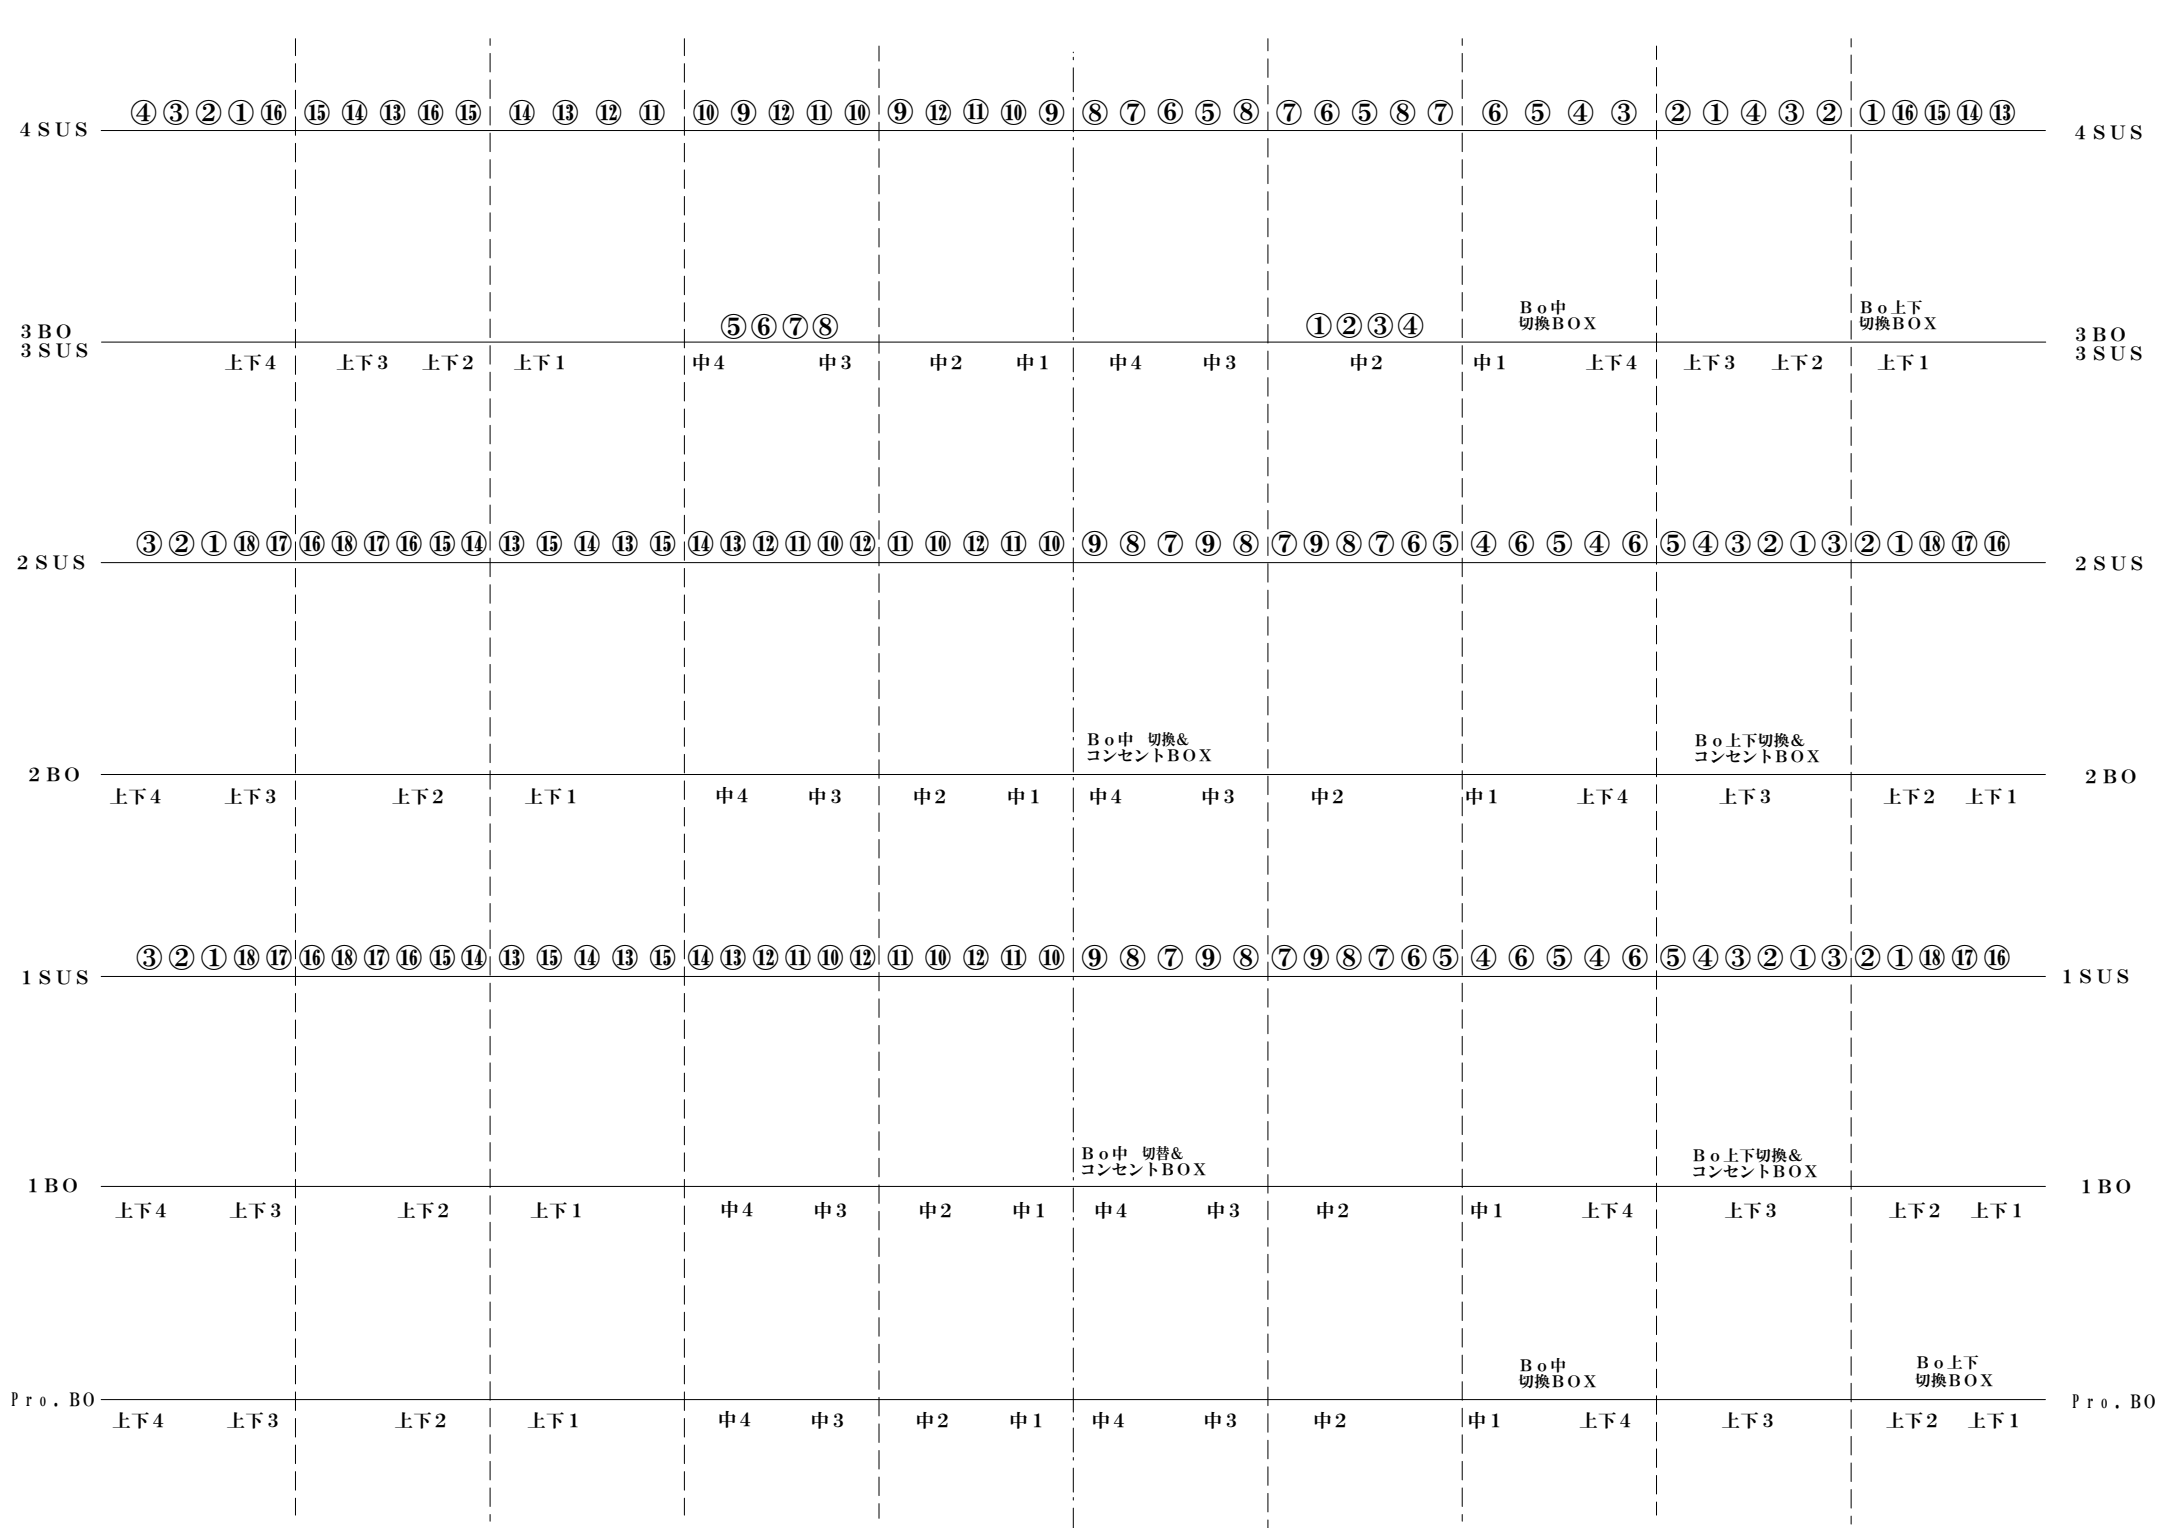 ④③②①⑯ ⑮⑭⑬⑯⑮ ⑭⑬⑫⑪ ⑩⑨⑫⑪⑩ ⑨⑫⑪⑩⑨ ⑧⑦⑥⑤⑧ ⑦⑥⑤⑧⑦ ⑥⑤④③ ②①④③② ①⑯⑮⑭⑬
4SUS 4SUS
Bo中 Bo上下
⑤⑥⑦⑧ ①②③④ 切換BOX 切換BOX
3BO 3BO
3SUS 3SUS
上下4 上下3 上下2 上下1 中4 中3 中2 中1 中4 中3 中2 中1 上下4 上下3 上下2 上下1
③②①⑱⑰ ⑯⑱⑰⑯⑮⑭ ⑬⑮⑭⑬⑮ ⑭⑬⑫⑪⑩⑫ ⑪⑩⑫⑪⑩ ⑨⑧⑦⑨⑧ ⑦⑨⑧⑦⑥⑤ ④⑥⑤④⑥ ⑤④③②①③ ②①⑱⑰⑯
2SUS 2SUS
Bo中 切換& Bo上下切換&
コンセントBOX コンセントBOX
2BO 2BO
上下4 上下3 上下2 上下1 中4 中3 中2 中1 中4 中3 中2 中1 上下4 上下3 上下2 上下1
③②①⑱⑰ ⑯⑱⑰⑯⑮⑭ ⑬⑮⑭⑬⑮ ⑭⑬⑫⑪⑩⑫ ⑪⑩⑫⑪⑩ ⑨⑧⑦⑨⑧ ⑦⑨⑧⑦⑥⑤ ④⑥⑤④⑥ ⑤④③②①③ ②①⑱⑰⑯
1SUS 1SUS
Bo中 切替& Bo上下切換&
コンセントBOX コンセントBOX
1BO 1BO
上下4 上下3 上下2 上下1 中4 中3 中2 中1 中4 中3 中2 中1 上下4 上下3 上下2 上下1
Bo中 Bo上下
切換BOX 切換BOX
Pro.BO Pro.BO
上下4 上下3 上下2 上下1 中4 中3 中2 中1 中4 中3 中2 中1 上下4 上下3 上下2 上下1